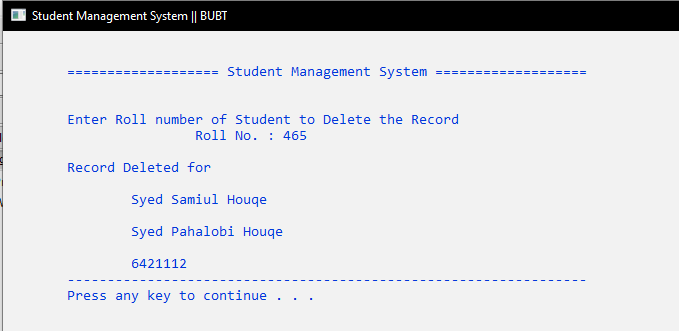 Student Management System || BUBT
=================== Student Management System ===================
Enter Roll number of Student to Delete the Record
Roll No. : 465
Record Deleted for
Syed Samiul Houqe
Syed Pahalobi Houqe
6421112
-----------------------------------------------------------------
Press any key to continue . . .